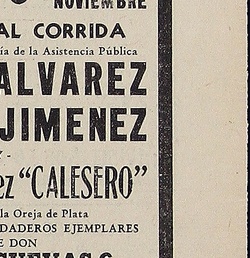 NOVIEMBRE
AL CORRIDA
ía de la Asistencia Pública
ALVAREZ
JIMENEZ
Y -
ez "CALESERO"
la Oreja de Plata
DADEROS EJEMPLARES
E DON
CUEVAS